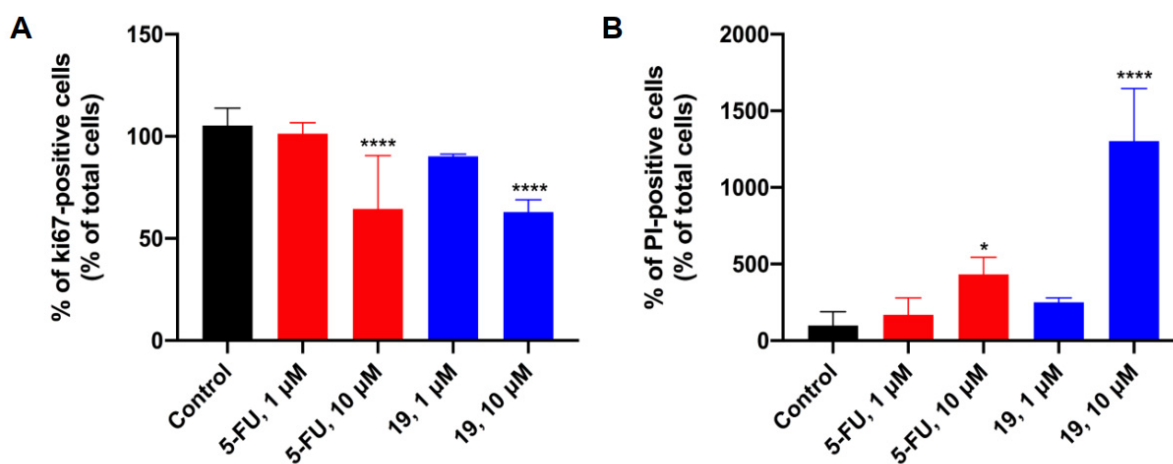 A
% of ki67-positive cells
(% of total cells)
150
100
50
0
****
****
Control
5-FU, 1 µM
5-FU, 10 µM
19, 1 µM
19, 10 µM
B
% of PI-positive cells
(% of total cells)
2000
1500
1000
500
0
*
****
Control
5-FU, 1 µM
5-FU, 10 µM
19, 1 µM
19, 10 µM